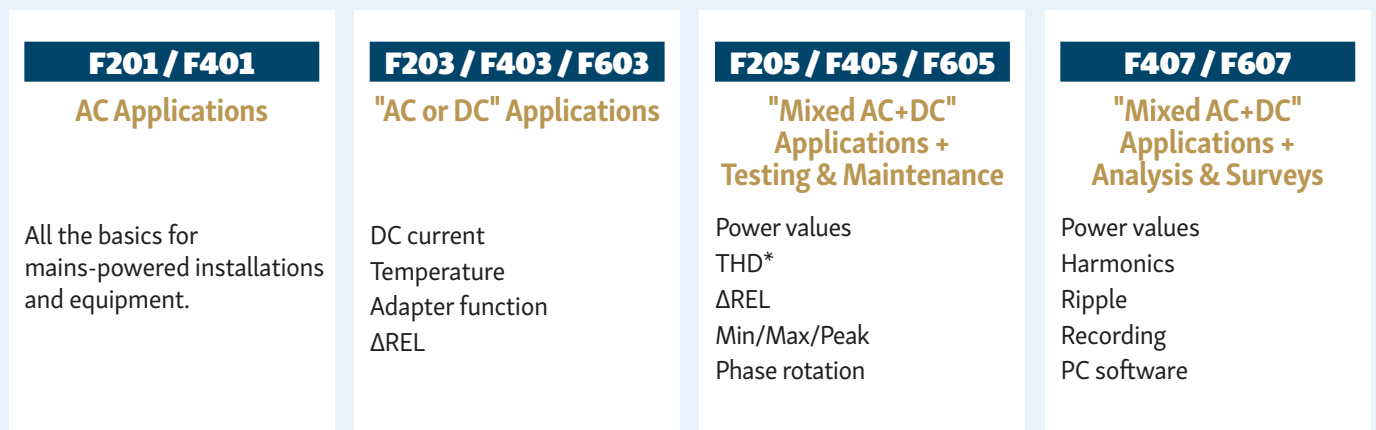 F201 / F401
AC Applications
All the basics for
mains-powered installations
and equipment.
F203 / F403 / F603
"AC or DC" Applications
DC current
Temperature
Adapter function
ΔREL
F205 / F405 / F605
"Mixed AC+DC"
Applications +
Testing & Maintenance
Power values
THD*
ΔREL
Min/Max/Peak
Phase rotation
F407 / F607
"Mixed AC+DC"
Applications +
Analysis & Surveys
Power values
Harmonics
Ripple
Recording
PC software